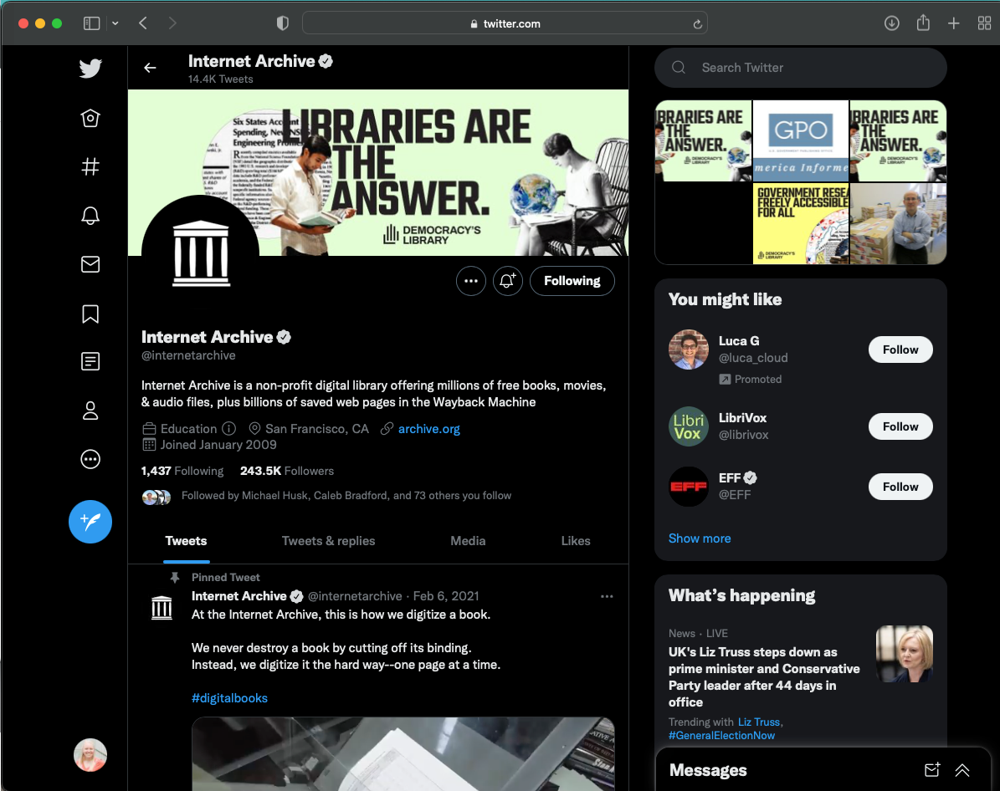 twitter.com
Internet Archive
14.4K Tweets
Six States Account
Spending, New NS
Engineering Pro
LIBRARIES ARE
THE
ANSWER.
DEMOCRACY'S
LIBRARY
Following
Internet Archive
@internetarchive
Internet Archive is a non-profit digital library offering millions of free books, movies,
& audio files, plus billions of saved web pages in the Wayback Machine
Education San Francisco, CA archive.org
Joined January 2009
1,437 Following 243.5K Followers
Followed by Michael Husk, Caleb Bradford, and 73 others you follow
Tweets Tweets & replies Media Likes
Pinned Tweet
Internet Archive @internetarchive · Feb 6, 2021
At the Internet Archive, this is how we digitize a book.
We never destroy a book by cutting off its binding.
Instead, we digitize it the hard way--one page at a time.
#digitalbooks
Search Twitter
BRARIES ARE
THE
ANSWER.
DEMOCRACY'S
LIBRARY
GPO
U.S. GOVERNMENT PUBLISHING OFFICE
merica Informe
BRARIES ARE
THE
ANSWER.
DEMOCRACY'S
LIBRARY
GOVERNMENT RESEA
FREELY ACCESSIBLE
FOR ALL
DEMOCRACY'S
LIBRARY
You might like
Luca G
@luca_cloud
Promoted
Follow
Libri
Vox
LibriVox
@librivox
Follow
EFF
EFF
@EFF
Follow
Show more
What's happening
News · LIVE
UK's Liz Truss steps down as
prime minister and Conservative
Party leader after 44 days in
office
Trending with Liz Truss,
#GeneralElectionNow
Messages